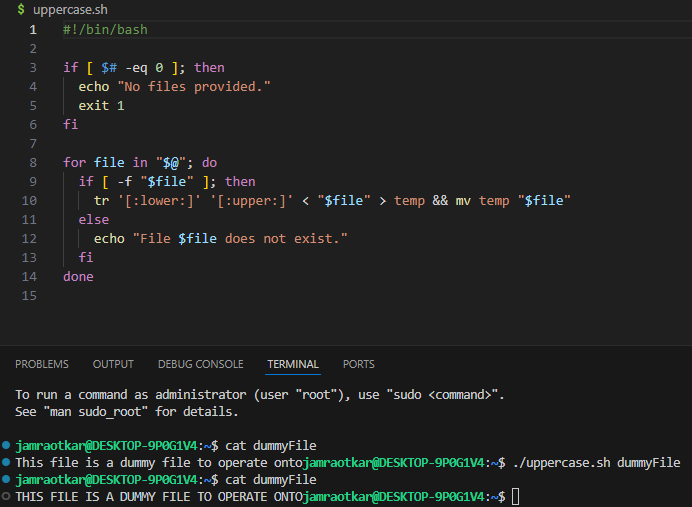 $ uppercase.sh
1 #!/bin/bash
2
3 if [ $# -eq 0 ]; then
4 echo "No files provided."
5 exit 1
6 fi
7
8 for file in "$@"; do
9 if [ -f "$file" ]; then
10 tr '[:lower:]' '[:upper:]' < "$file" > temp && mv temp "$file"
11 else
12 echo "File $file does not exist."
13 fi
14 done
15
PROBLEMS OUTPUT DEBUG CONSOLE TERMINAL PORTS
To run a command as administrator (user "root"), use "sudo <command>".
See "man sudo_root" for details.
jamraotkar@DESKTOP-9P0G1V4:~$ cat dummyFile
This file is a dummy file to operate ontojamraotkar@DESKTOP-9P0G1V4:~$ ./uppercase.sh dummyFile
jamraotkar@DESKTOP-9P0G1V4:~$ cat dummyFile
THIS FILE IS A DUMMY FILE TO OPERATE ONTOjamraotkar@DESKTOP-9P0G1V4:~$